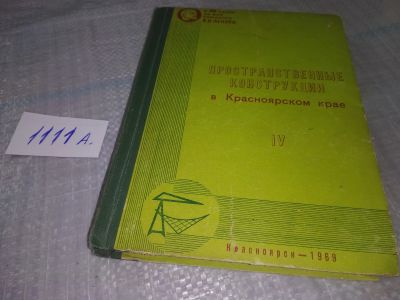 ПРОСТРАНСТВЕННЫЕ
КОНСТРУКЦИИ
в Красноярском крае
IV
Красноярск—1969
1111 А.